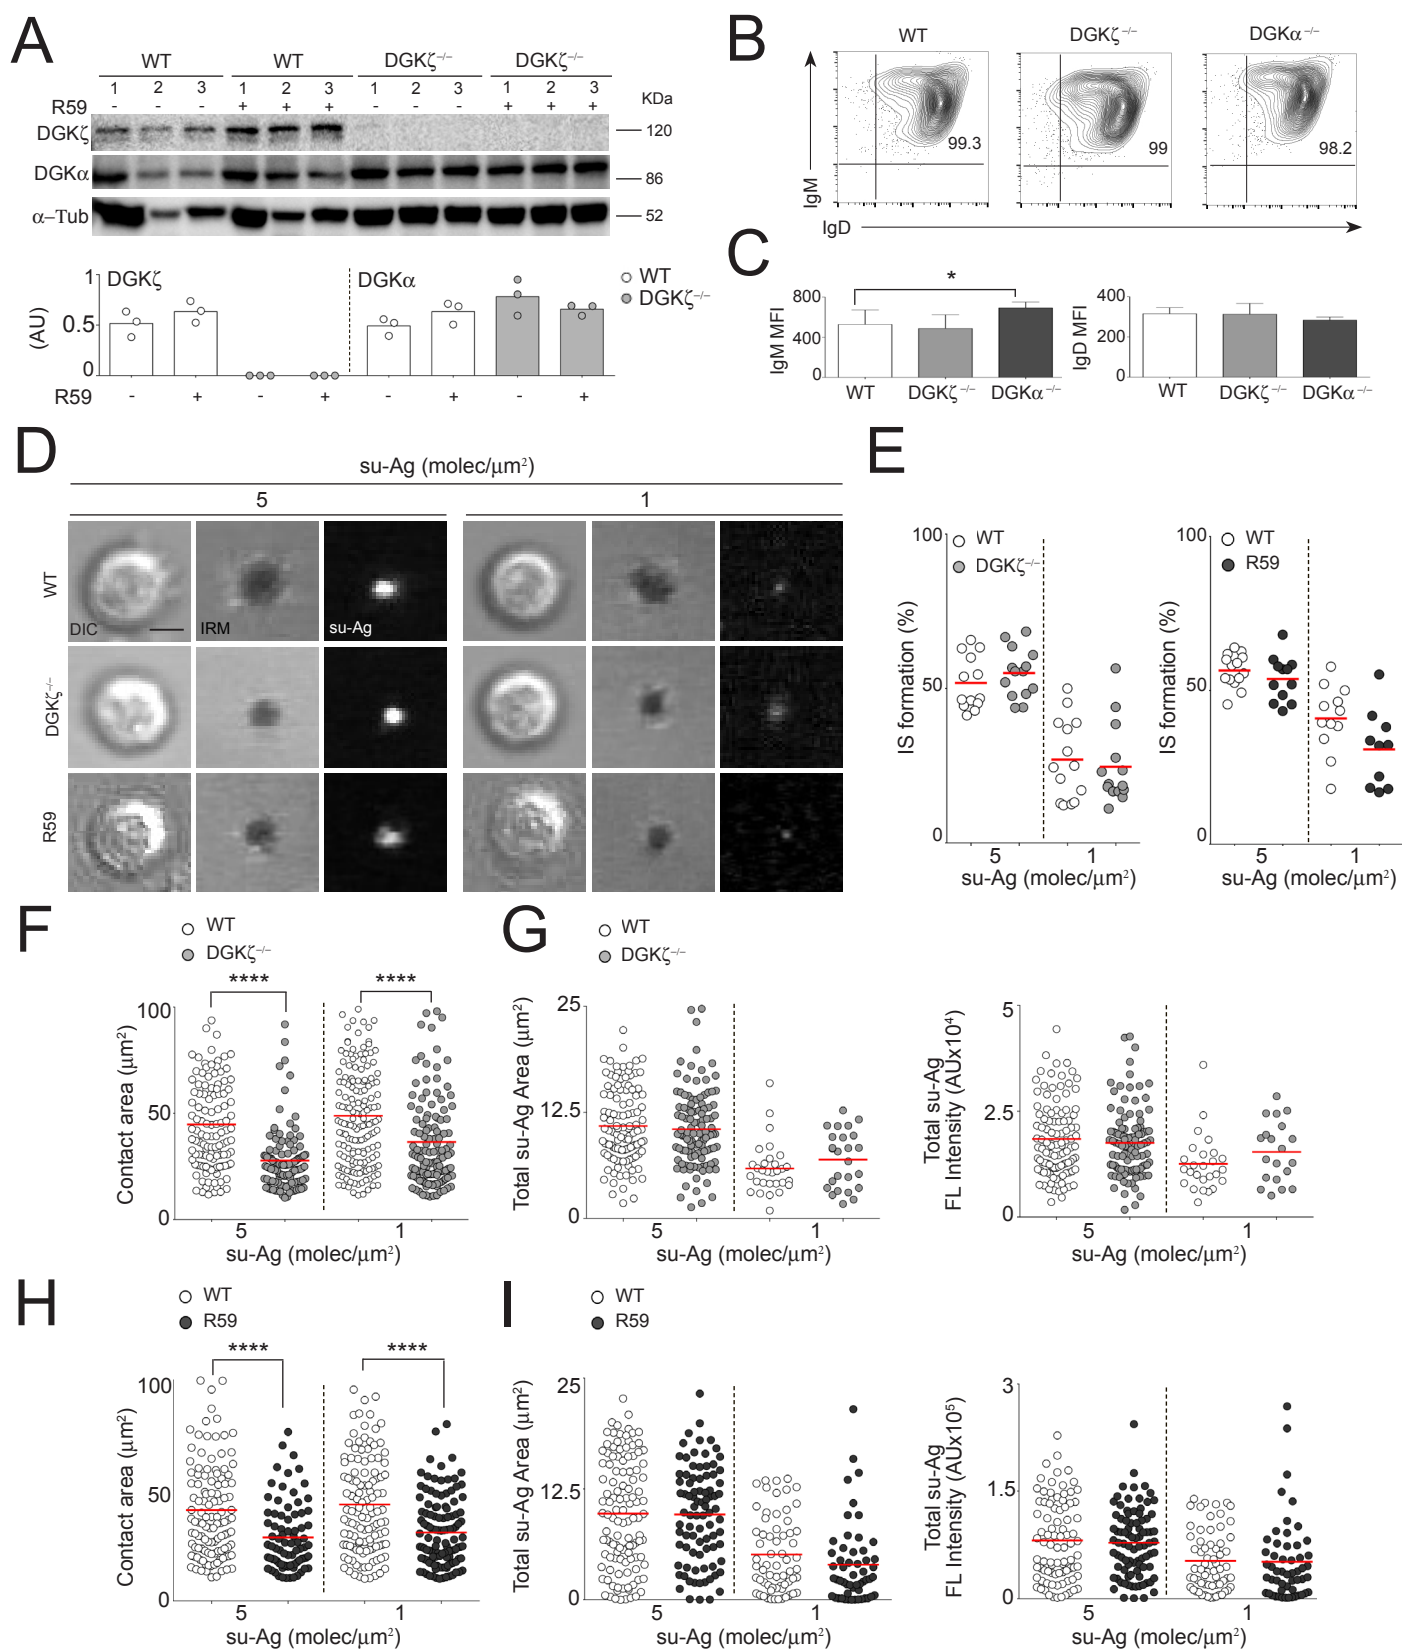 A
WT WT DGKζ–/– DGKζ–/–
1 2 3 1 2 3 1 2 3 1 2 3
R59 - - - + + + - - - + + + KDa
DGKζ 120
DGKα 86
α–Tub 52
DGKζ DGKα
WT
DGKζ–/–
(AU)
1
0.5
0
R59 - + - + - + - +
B
WT DGKζ–/– DGKα–/–
99.3 99 98.2
IgM
IgD
C
*
IgM MFI
800
400
0
WT DGKζ–/– DGKα–/–
IgD MFI
400
200
0
WT DGKζ–/– DGKα–/–
D
su-Ag (molec/μm²)
5 1
WT
DIC IRM su-Ag
DGKζ–/–
R59
E
WT
DGKζ–/–
IS formation (%)
100
50
0
5 1
su-Ag (molec/μm²)
WT
R59
IS formation (%)
100
50
0
5 1
su-Ag (molec/μm²)
F
WT
DGKζ–/–
**** ****
Contact area (μm²)
100
50
0
5 1
su-Ag (molec/μm²)
G
WT
DGKζ–/–
Total su-Ag Area (μm²)
25
12.5
0
5 1
su-Ag (molec/μm²)
Total su-Ag
FL Intensity (AUx10⁴)
5
2.5
0
5 1
su-Ag (molec/μm²)
H
WT
R59
**** ****
Contact area (μm²)
100
50
0
5 1
su-Ag (molec/μm²)
I
WT
R59
Total su-Ag Area (μm²)
25
12.5
0
5 1
su-Ag (molec/μm²)
Total su-Ag
FL Intensity (AUx10⁵)
3
1.5
0
5 1
su-Ag (molec/μm²)